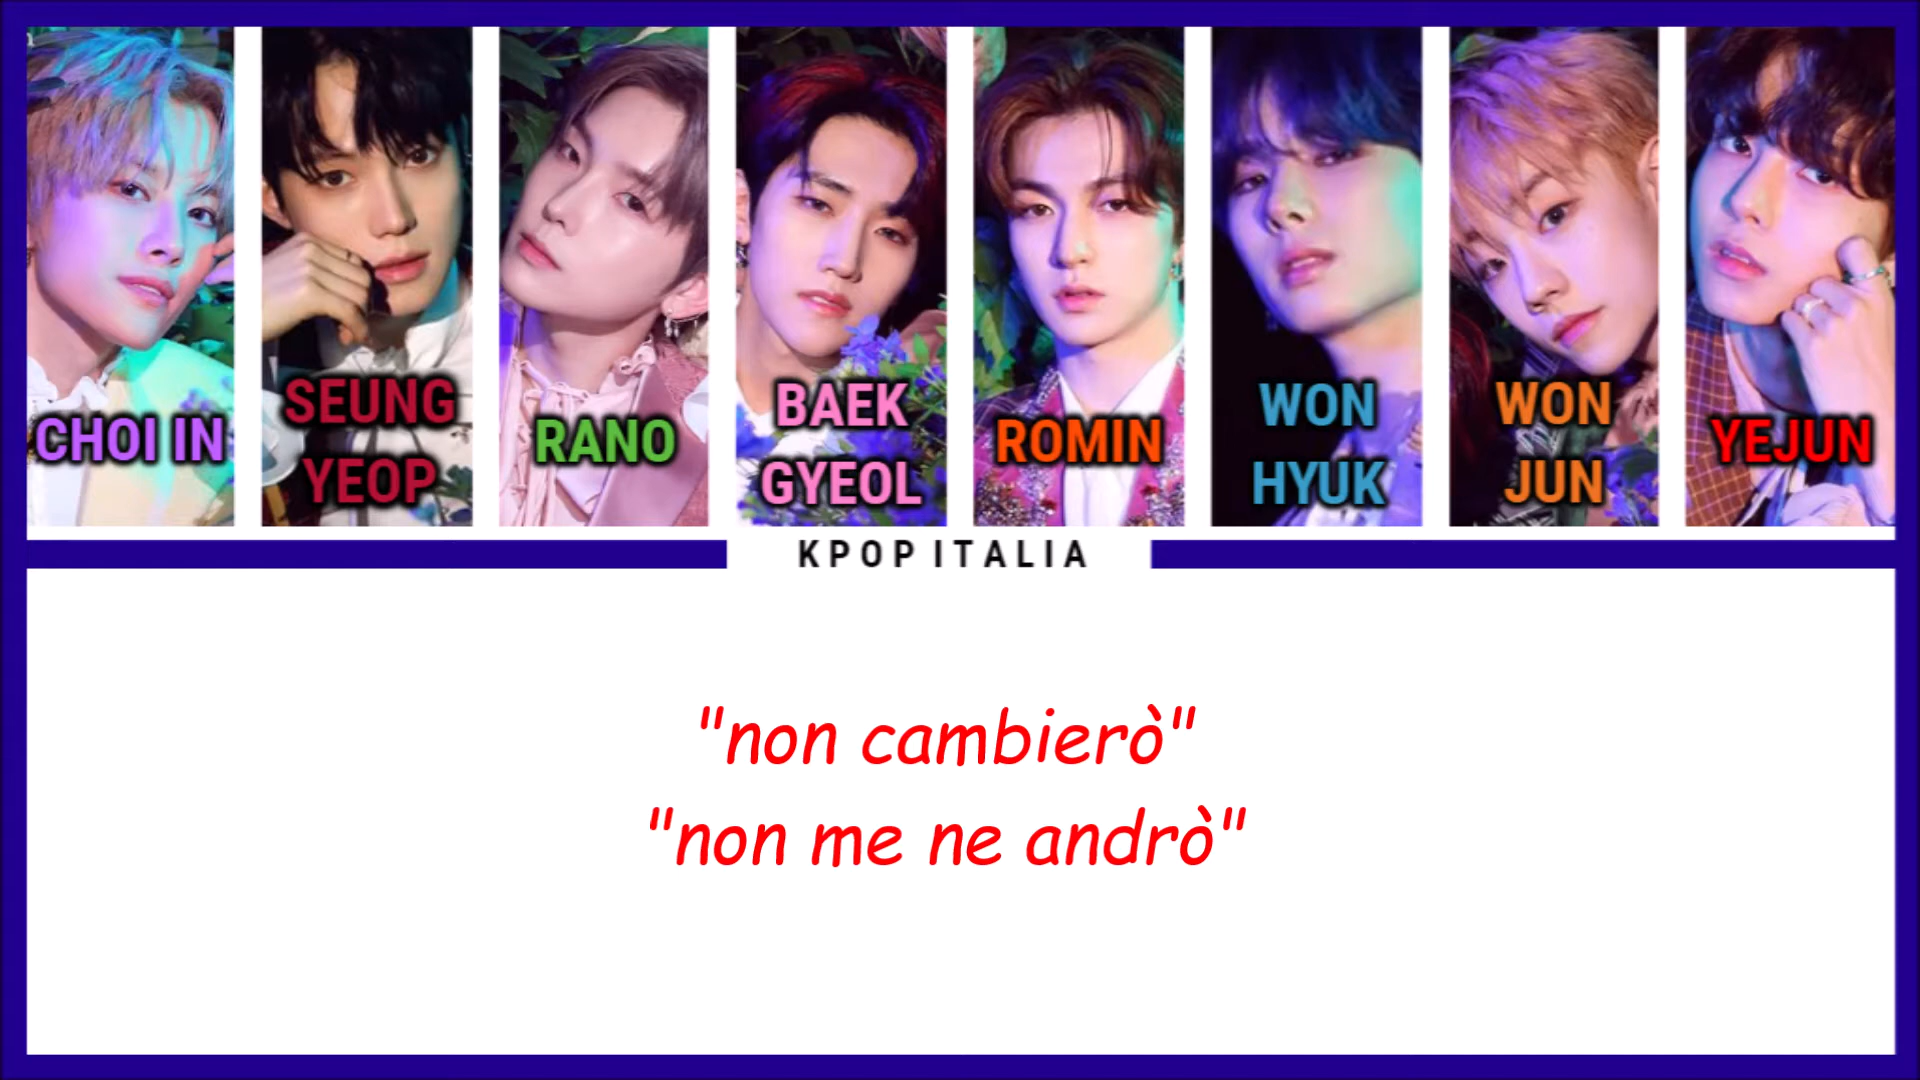 CHOI IN
SEUNG
YEOP
RANO
BAEK
GYEOL
ROMIN
WON
HYUK
WON
JUN
YEJUN
KPOP ITALIA
"non cambierò"
"non me ne andrò"